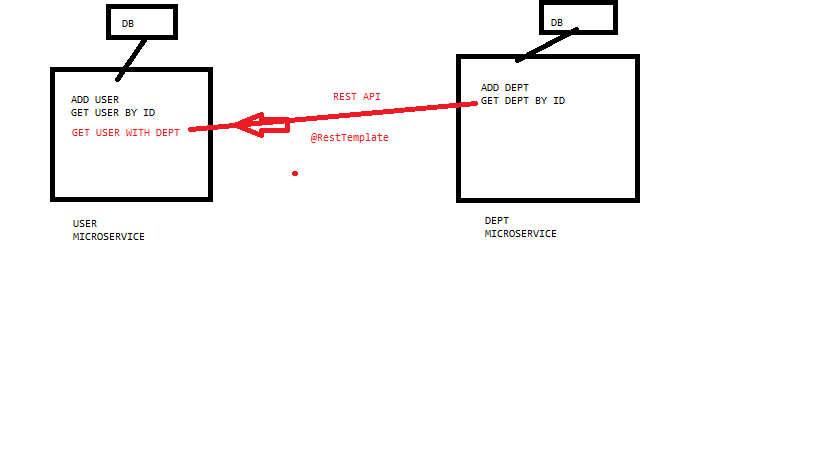 DB
DB
ADD USER
GET USER BY ID
GET USER WITH DEPT
REST API
@RestTemplate
ADD DEPT
GET DEPT BY ID
USER
MICROSERVICE
DEPT
MICROSERVICE